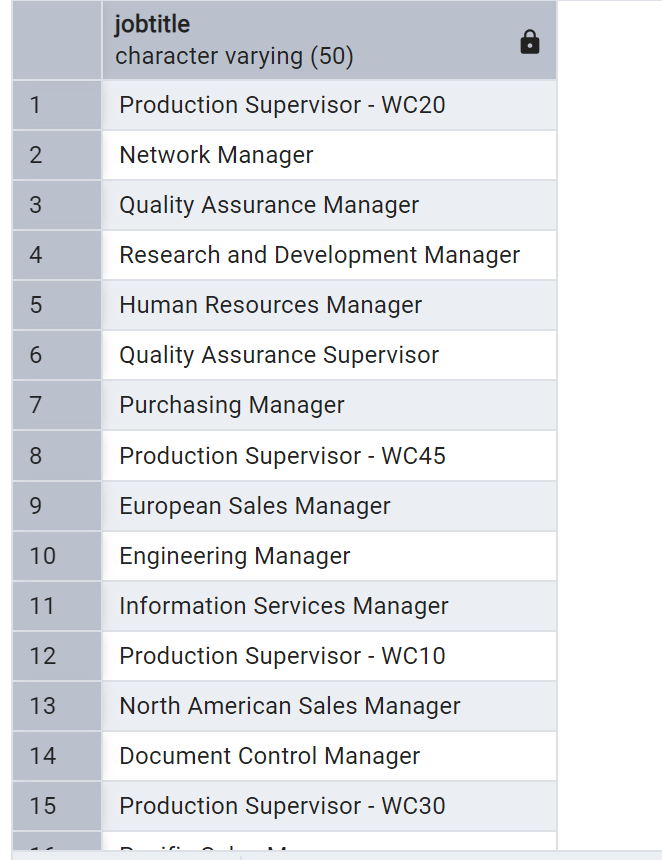 jobtitle
character varying (50)
1 Production Supervisor - WC20
2 Network Manager
3 Quality Assurance Manager
4 Research and Development Manager
5 Human Resources Manager
6 Quality Assurance Supervisor
7 Purchasing Manager
8 Production Supervisor - WC45
9 European Sales Manager
10 Engineering Manager
11 Information Services Manager
12 Production Supervisor - WC10
13 North American Sales Manager
14 Document Control Manager
15 Production Supervisor - WC30